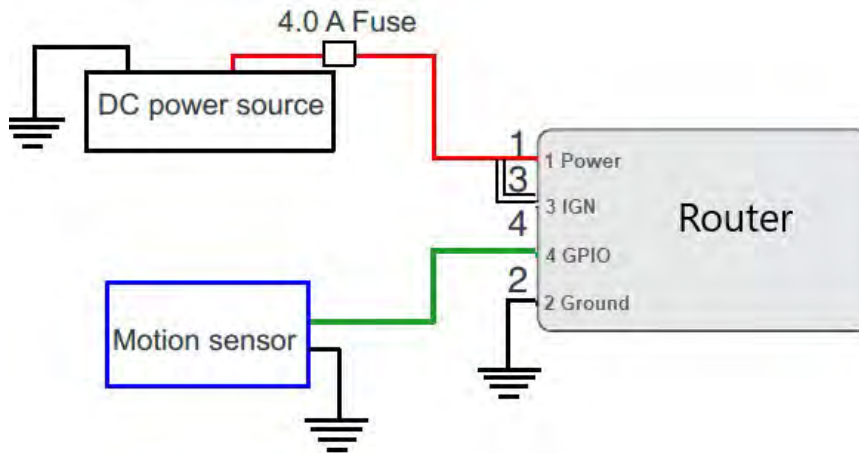 4.0 A Fuse
DC power source
1
1 Power
3
3 IGN
Router
4
4 GPIO
2
2 Ground
Motion sensor